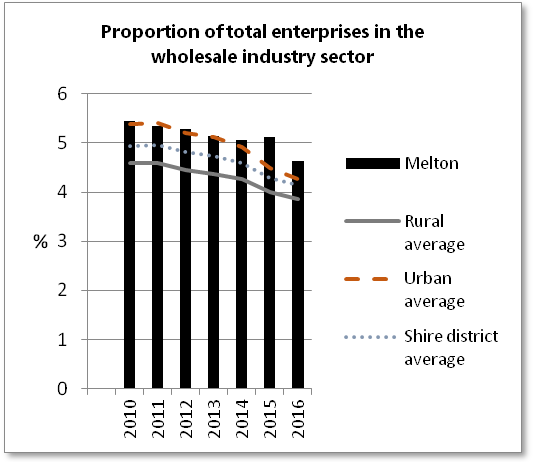 Proportion of total enterprises in the
wholesale industry sector
6
5
4
% 3
2
1
0
2010
2011
2012
2013
2014
2015
2016
Melton
Rural
average
Urban
average
Shire district
average